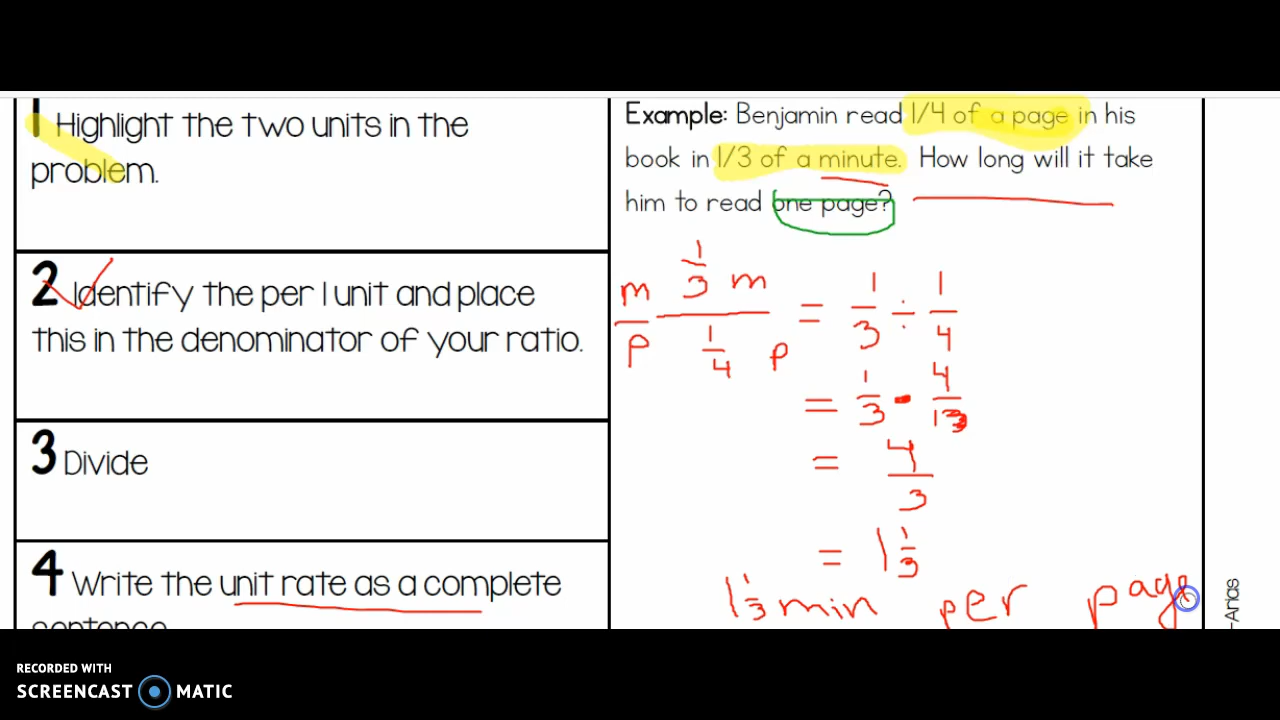 1 Highlight the two units in the
problem.
2 Identify the per 1 unit and place
this in the denominator of your ratio.
3 Divide
4 Write the unit rate as a complete
sentence
Example: Benjamin read 1/4 of a page in his
book in 1/3 of a minute. How long will it take
him to read one page?
m/p 1/3 m / 1/4 p = 1/3 ÷ 1/4
= 1/3 · 4/1
= 4/3
= 1 1/3
1 1/3 min per page
-Arias
RECORDED WITH
SCREENCAST MATIC